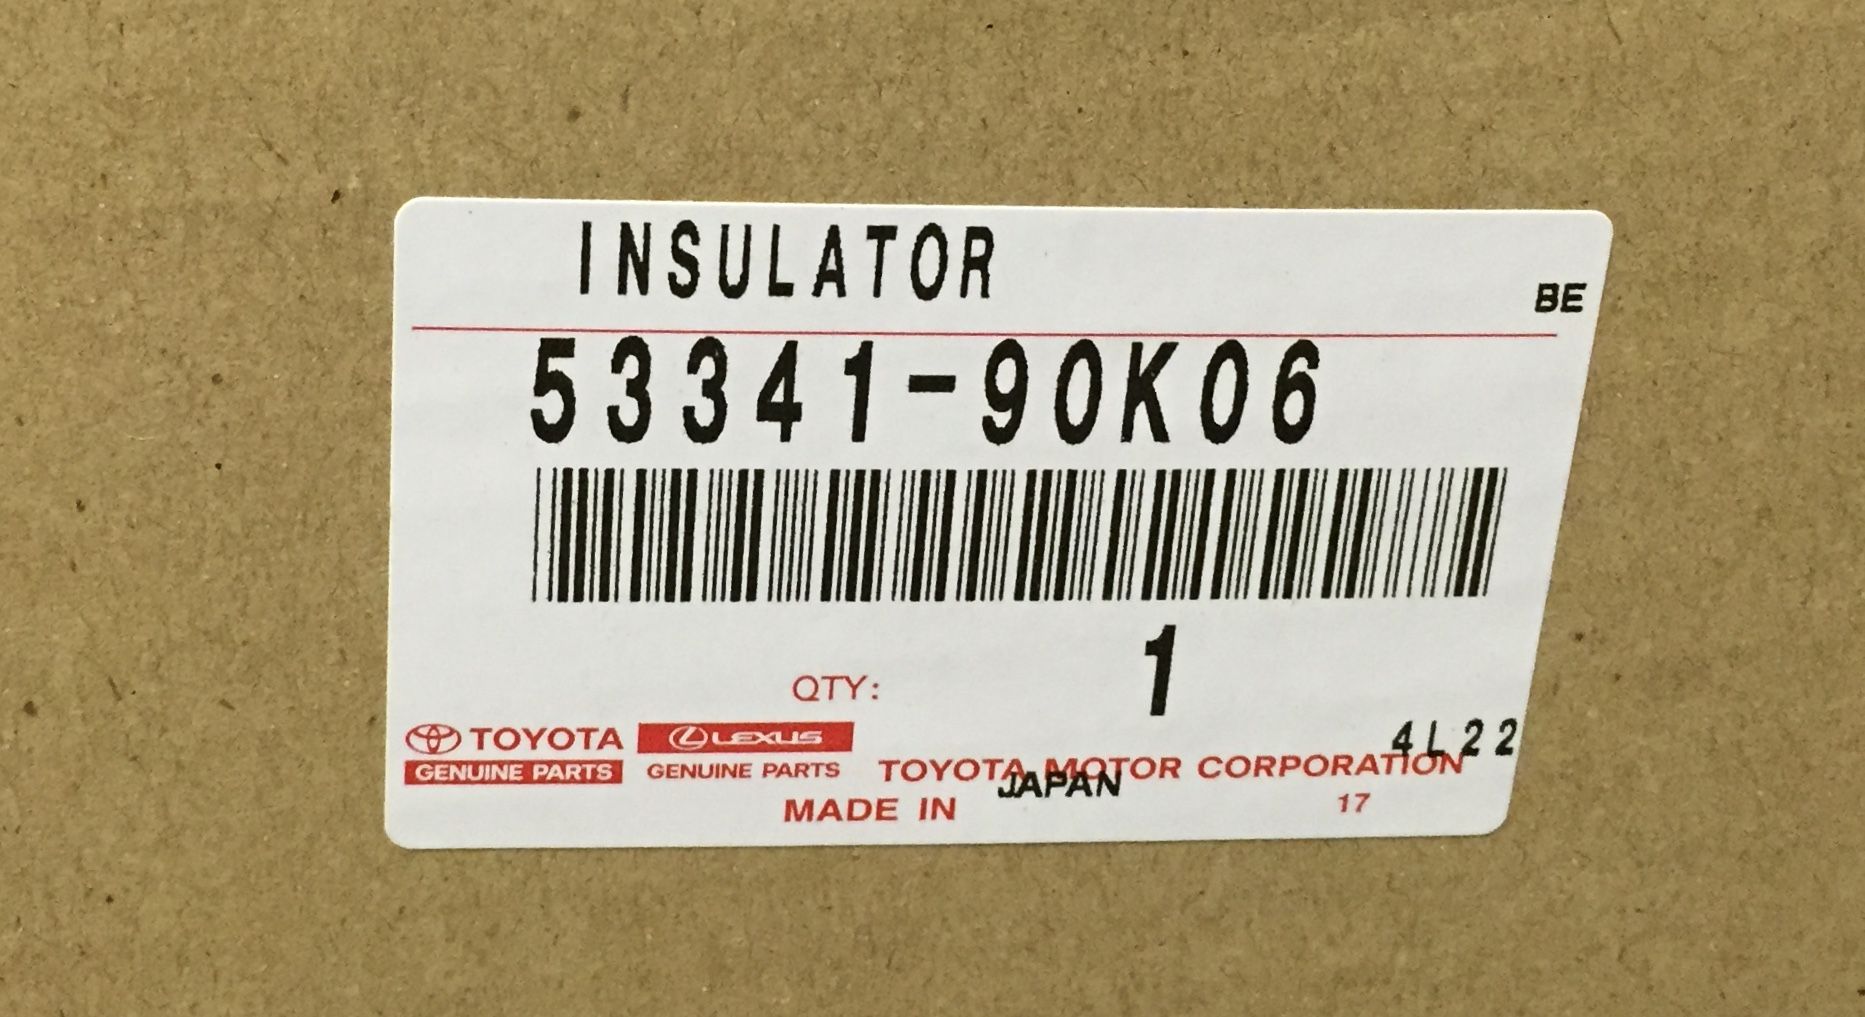 INSULATOR
BE
53341-90K06
QTY: 1
4L22
TOYOTA LEXUS
GENUINE PARTS GENUINE PARTS TOYOTA MOTOR CORPORATION
MADE IN JAPAN 17